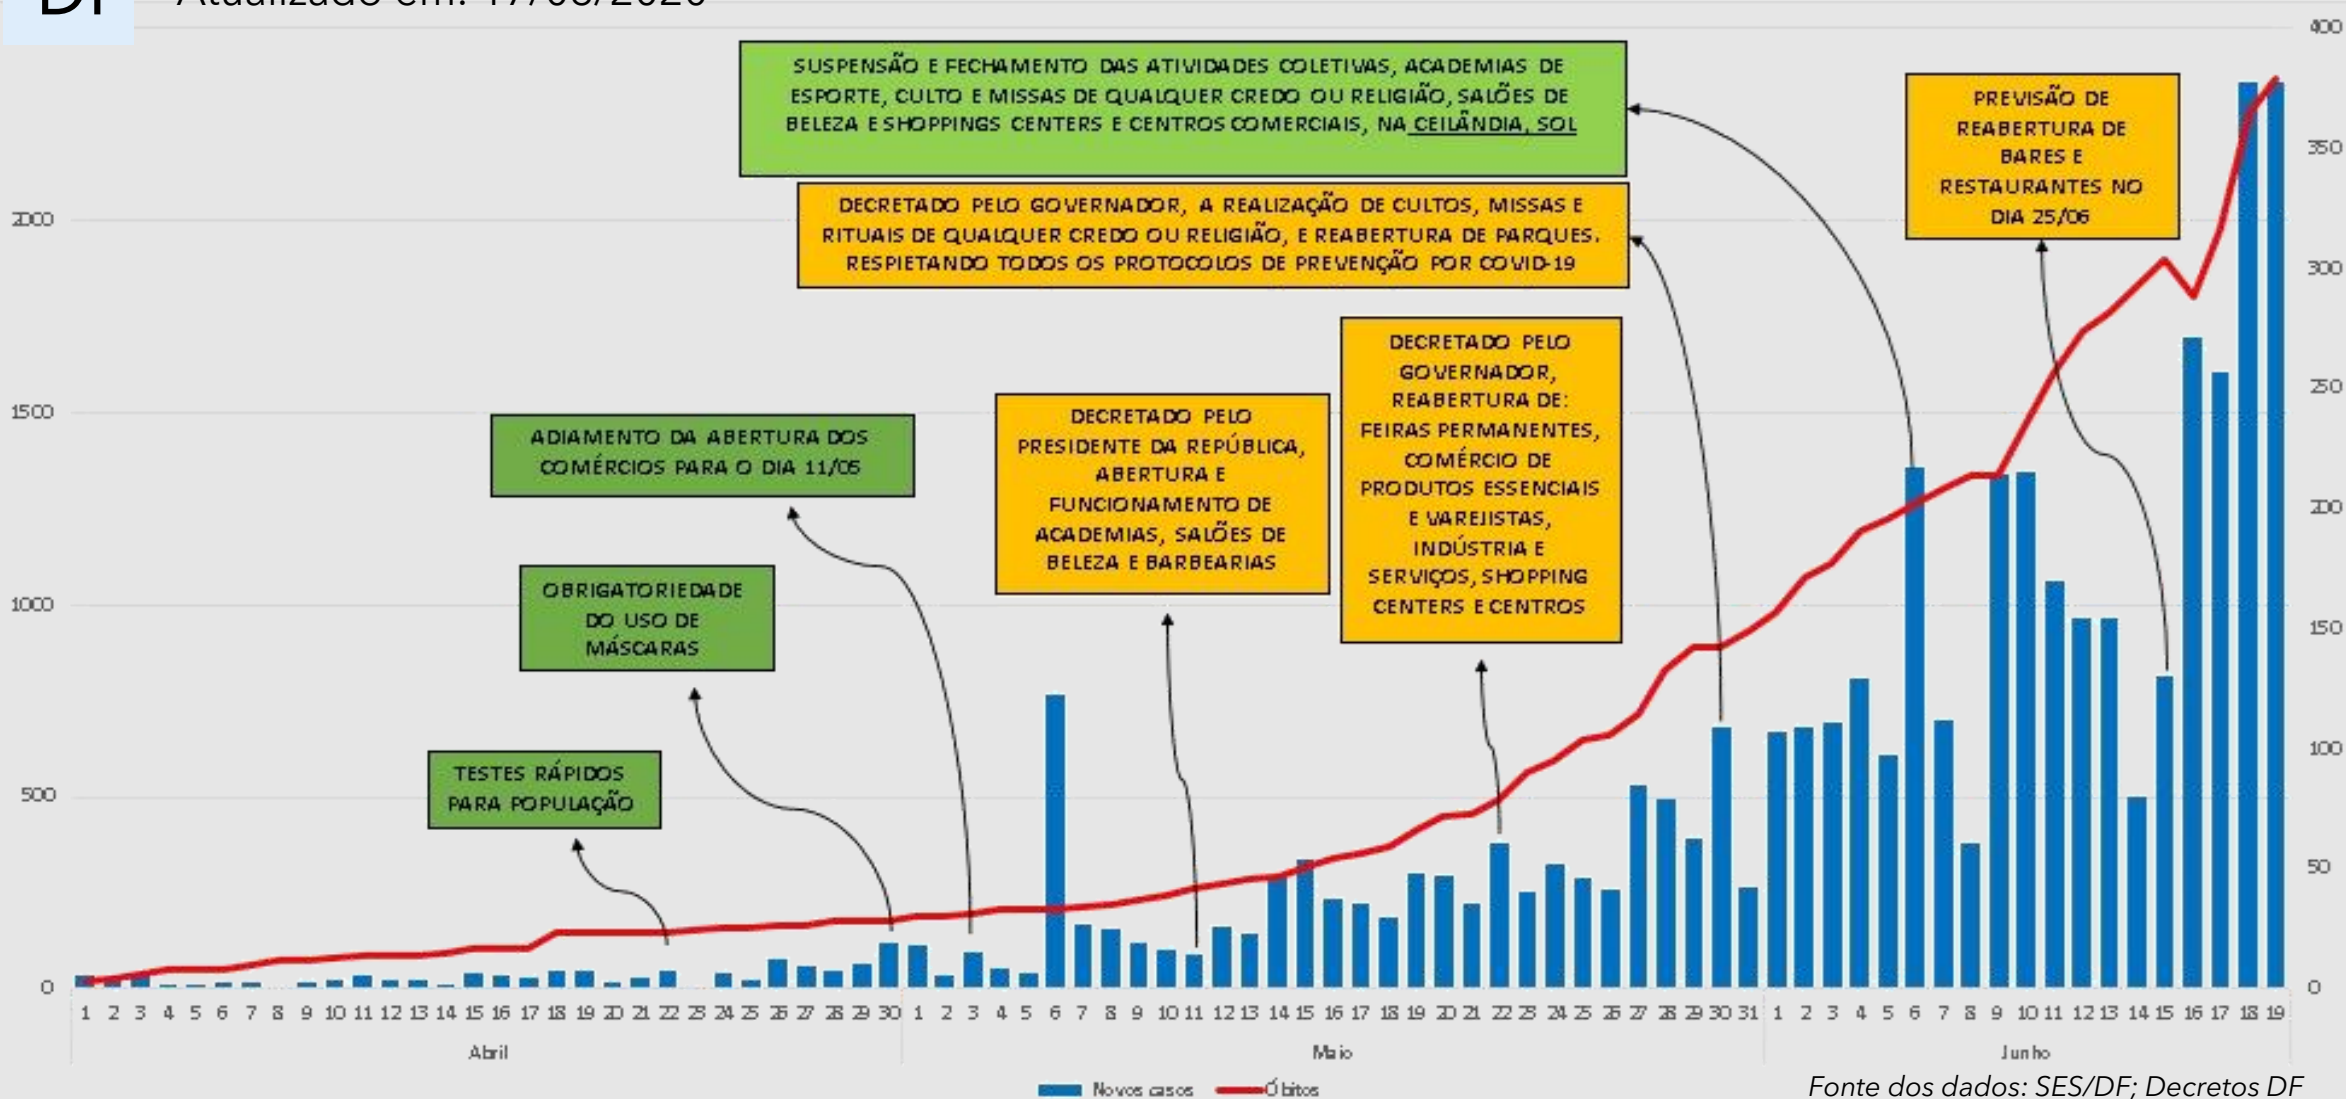 DF
Atualizado em: 19/06/2020
SUSPENSÃO E FECHAMENTO DAS ATIVIDADES COLETIVAS, ACADEMIAS DE
ESPORTE, CULTO E MISSAS DE QUALQUER CREDO OU RELIGIÃO, SALÕES DE
BELEZA E SHOPPINGS CENTERS E CENTROS COMERCIAIS, NA CEILÂNDIA, SOL
DECRETADO PELO GOVERNADOR, A REALIZAÇÃO DE CULTOS, MISSAS E
RITUAIS DE QUALQUER CREDO OU RELIGIÃO, E REABERTURA DE PARQUES.
RESPIETANDO TODOS OS PROTOCOLOS DE PREVENÇÃO POR COVID-19
PREVISÃO DE
REABERTURA DE
BARES E
RESTAURANTES NO
DIA 25/06
DECRETADO PELO
GOVERNADOR,
REABERTURA DE:
FEIRAS PERMANENTES,
COMÉRCIO DE
PRODUTOS ESSENCIAIS
E VAREJISTAS,
INDÚSTRIA E
SERVIÇOS, SHOPPING
CENTERS E CENTROS
DECRETADO PELO
PRESIDENTE DA REPÚBLICA,
ABERTURA E
FUNCIONAMENTO DE
ACADEMIAS, SALÕES DE
BELEZA E BARBEARIAS
ADIAMENTO DA ABERTURA DOS
COMÉRCIOS PARA O DIA 11/05
OBRIGATORIEDADE
DO USO DE
MÁSCARAS
TESTES RÁPIDOS
PARA POPULAÇÃO
2000
1500
1000
500
0
400
350
300
250
200
150
100
50
0
1 2 3 4 5 6 7 8 9 10 11 12 13 14 15 16 17 18 19 20 21 22 23 24 25 26 27 28 29 30 1 2 3 4 5 6 7 8 9 10 11 12 13 14 15 16 17 18 19 20 21 22 23 24 25 26 27 28 29 30 31 1 2 3 4 5 6 7 8 9 10 11 12 13 14 15 16 17 18 19
Abril Maio Junho
Novos casos Óbitos
Fonte dos dados: SES/DF; Decretos DF